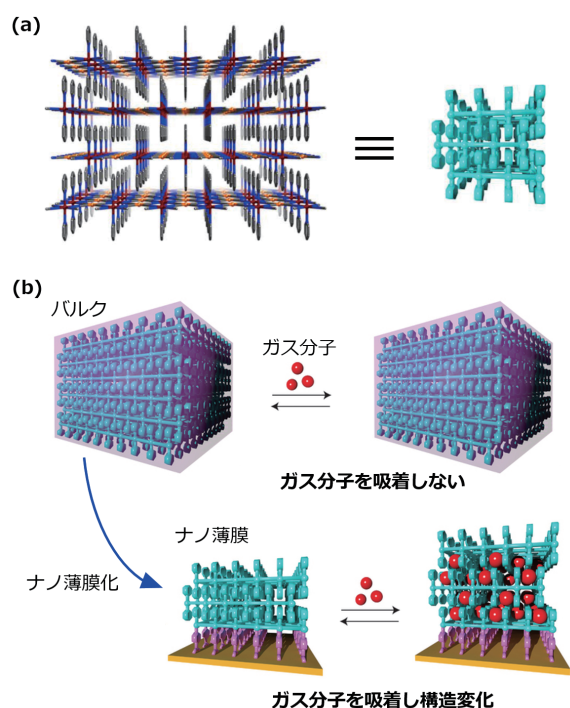 (a)
(b)
バルク
ガス分子
ガス分子を吸着しない
ナノ薄膜
ナノ薄膜化
ガス分子を吸着し構造変化